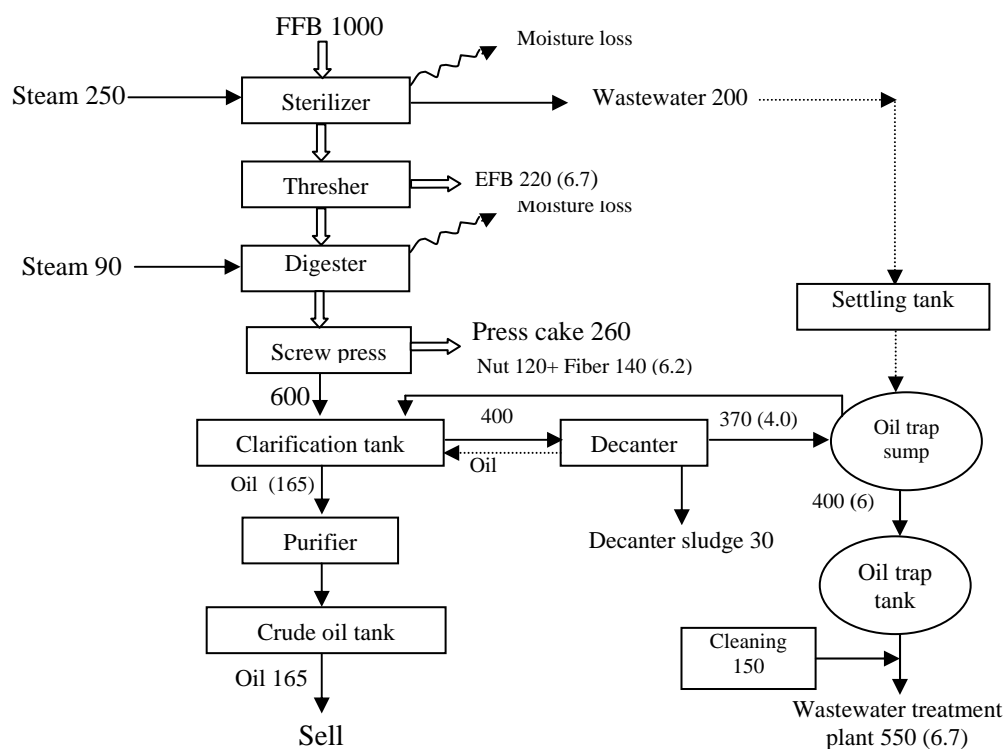 FFB 1000
Moisture loss
Steam 250
Sterilizer
Wastewater 200
Thresher
EFB 220 (6.7)
Moisture loss
Steam 90
Digester
Settling tank
Press cake 260
Screw press
Nut 120+ Fiber 140 (6.2)
600
400
370 (4.0)
Oil trap
sump
Clarification tank
Decanter
Oil
Oil  (165)
400 (6)
Decanter sludge 30
Purifier
Oil trap
tank
Crude oil tank
Cleaning
150
Oil 165
Wastewater treatment
plant 550 (6.7)
Sell